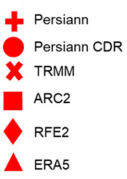 Persiann
Persiann CDR
TRMM
ARC2
RFE2
ERA5